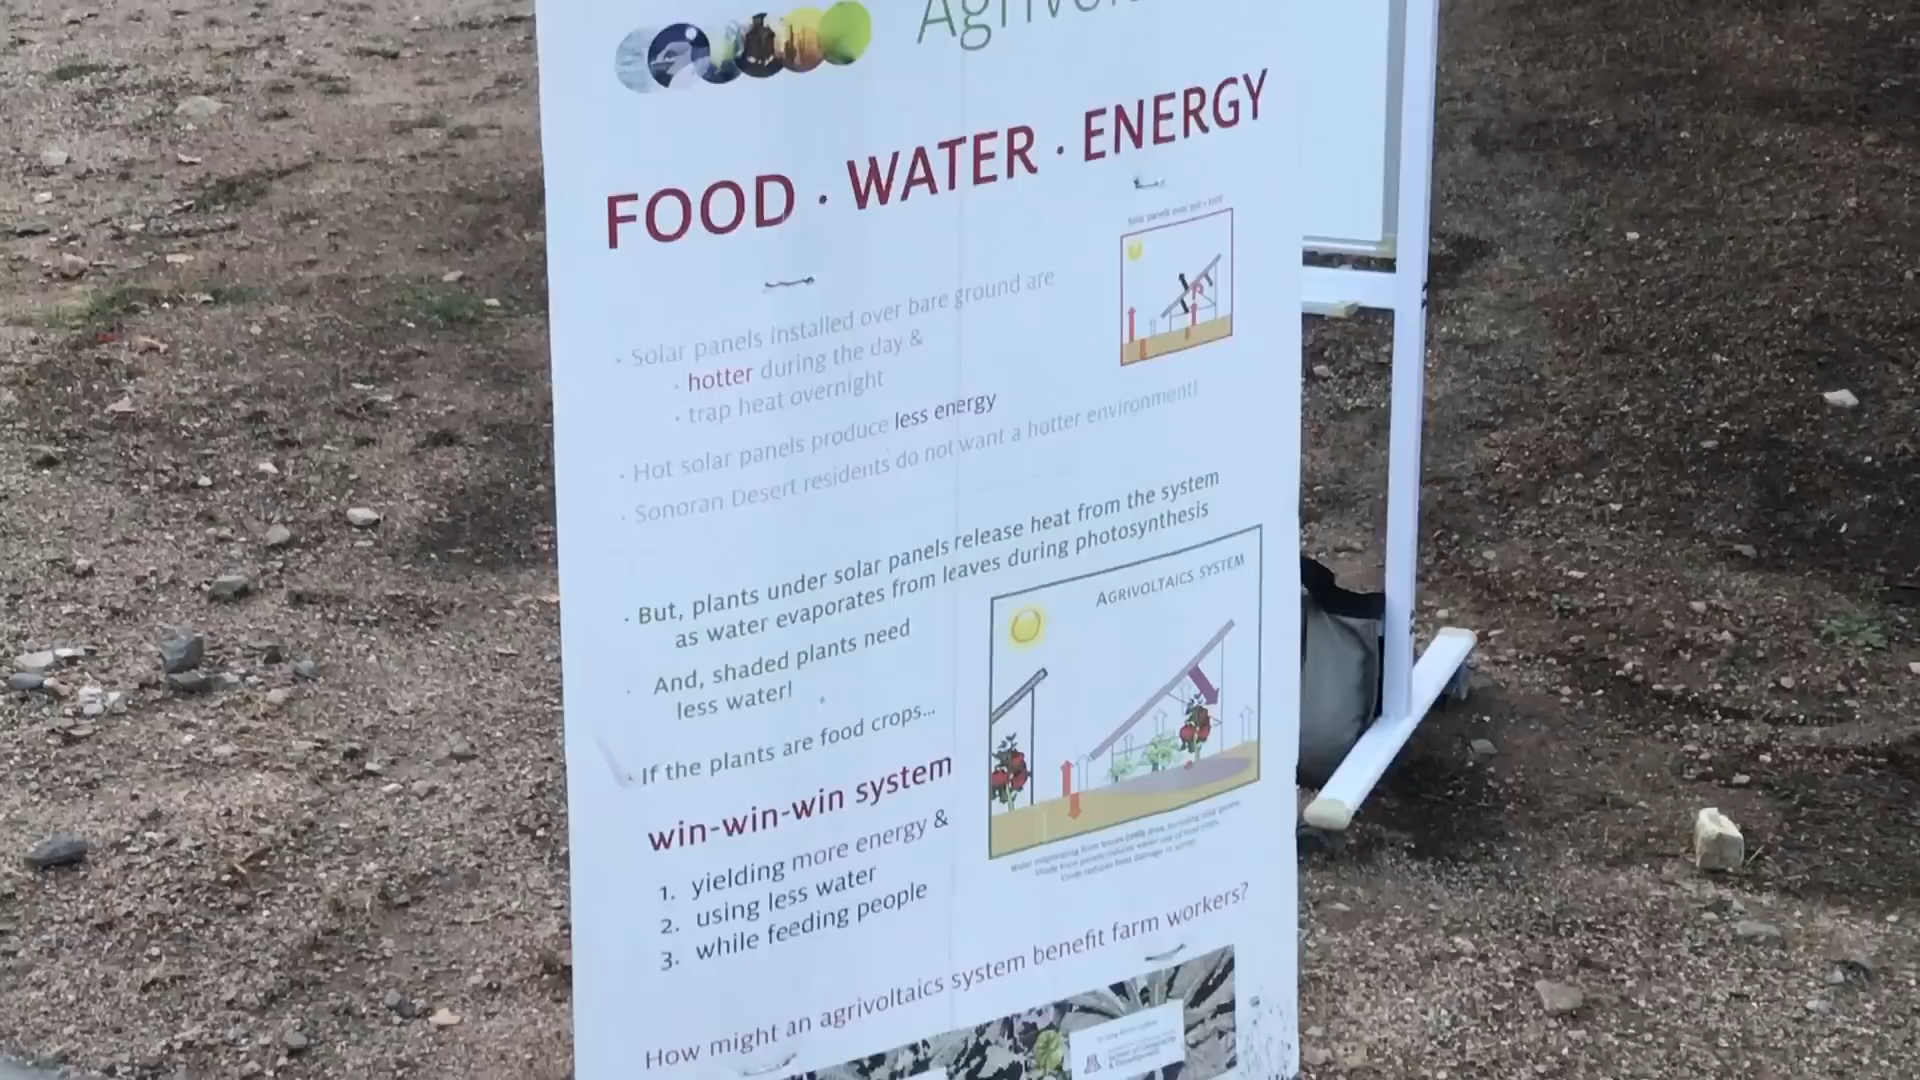 FOOD · WATER · ENERGY
Solar panels over soil = HOT
· Solar panels installed over bare ground are
· hotter during the day &
· trap heat overnight
· Hot solar panels produce less energy
· Sonoran Desert residents do not want a hotter environment!
· But, plants under solar panels release heat from the system
as water evaporates from leaves during photosynthesis
· And, shaded plants need
less water!
· If the plants are food crops...
AGRIVOLTAICS SYSTEM
win-win-win system
1. yielding more energy &
2. using less water
3. while feeding people
How might an agrivoltaics system benefit farm workers?